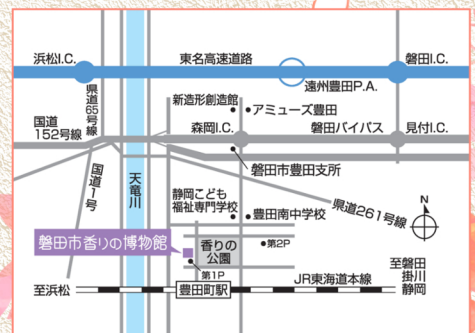 浜松I.C.
東名高速道路
磐田I.C.
県道65号線
遠州豊田P.A.
新造形創造館
アミューズ豊田
国道
152号線
森岡I.C.
磐田バイパス
見付I.C.
磐田市豊田支所
国道1号
天竜川
静岡こども
福祉専門学校
県道261号線
豊田南中学校
N
磐田市香りの博物館
香りの
公園
第2P
第1P
至浜松
豊田町駅
JR東海道本線
至磐田
掛川
静岡